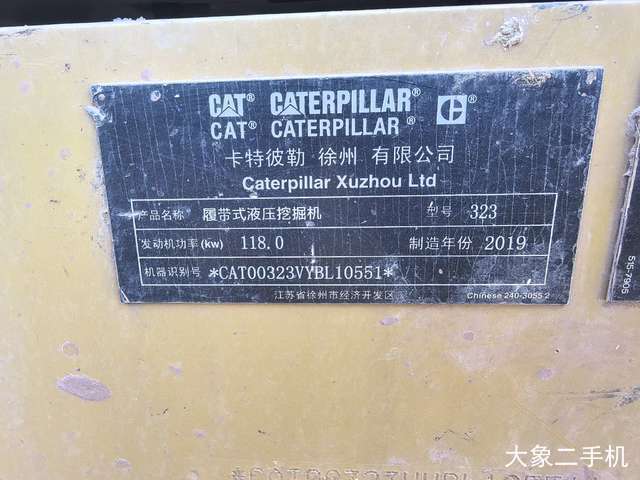 CAT® CATERPILLAR® ®
CAT® CATERPILLAR®
卡特彼勒 徐州 有限公司
Caterpillar Xuzhou Ltd
产品名称 履带式液压挖掘机 型号 323
发动机功率(kw) 118.0 制造年份 2019
机器识别号 *CAT00323VYBL10551*
江苏省徐州市经济开发区 Chinese 240-3055 2
515-7905
大象二手机